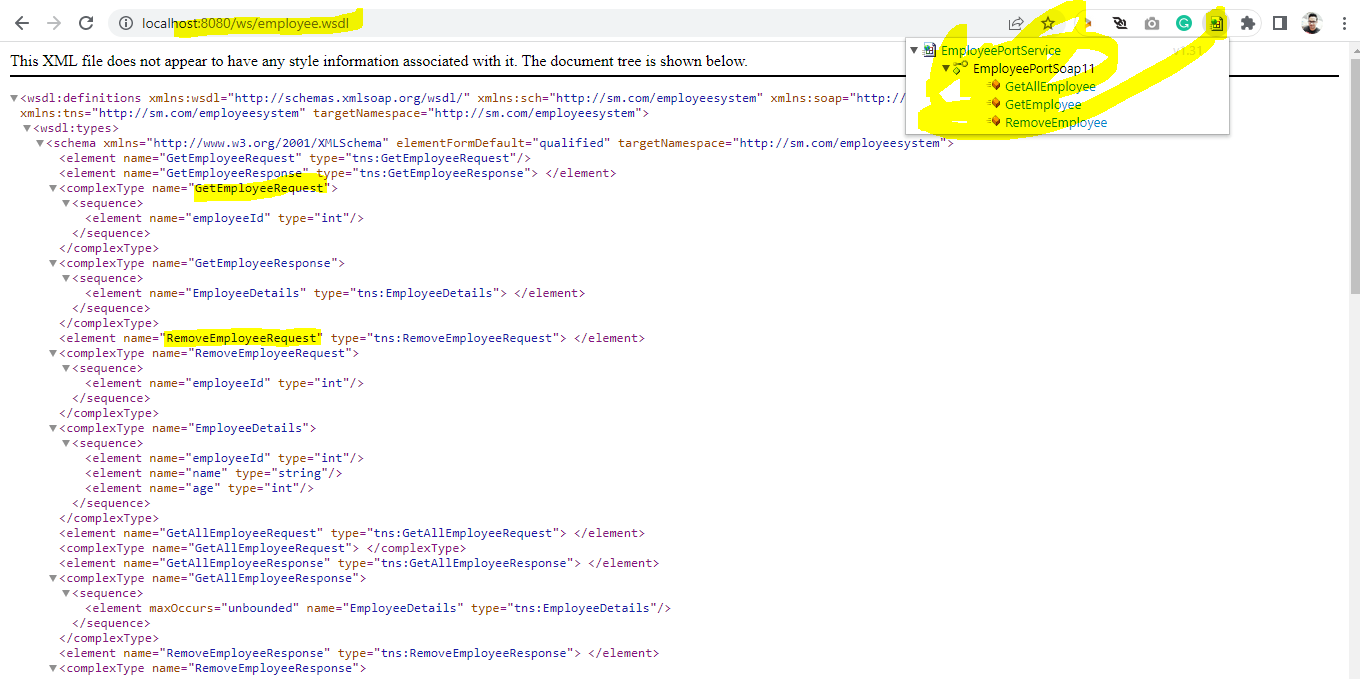 localhost:8080/ws/employee.wsdl
This XML file does not appear to have any style information associated with it. The document tree is shown below.
EmployeePortService
v1.31
EmployeePortSoap11
GetAllEmployee
GetEmployee
RemoveEmployee
▼<wsdl:definitions xmlns:wsdl="http://schemas.xmlsoap.org/wsdl/" xmlns:sch="http://sm.com/employeesystem" xmlns:soap="http://
xmlns:tns="http://sm.com/employeesystem" targetNamespace="http://sm.com/employeesystem">
▼<wsdl:types>
▼<schema xmlns="http://www.w3.org/2001/XMLSchema" elementFormDefault="qualified" targetNamespace="http://sm.com/employeesystem">
<element name="GetEmployeeRequest" type="tns:GetEmployeeRequest"/>
<element name="GetEmployeeResponse" type="tns:GetEmployeeResponse"> </element>
▼<complexType name="GetEmployeeRequest">
▼<sequence>
<element name="employeeId" type="int"/>
</sequence>
</complexType>
▼<complexType name="GetEmployeeResponse">
▼<sequence>
<element name="EmployeeDetails" type="tns:EmployeeDetails"> </element>
</sequence>
</complexType>
<element name="RemoveEmployeeRequest" type="tns:RemoveEmployeeRequest"> </element>
▼<complexType name="RemoveEmployeeRequest">
▼<sequence>
<element name="employeeId" type="int"/>
</sequence>
</complexType>
▼<complexType name="EmployeeDetails">
▼<sequence>
<element name="employeeId" type="int"/>
<element name="name" type="string"/>
<element name="age" type="int"/>
</sequence>
</complexType>
<element name="GetAllEmployeeRequest" type="tns:GetAllEmployeeRequest"> </element>
<complexType name="GetAllEmployeeRequest"> </complexType>
<element name="GetAllEmployeeResponse" type="tns:GetAllEmployeeResponse"> </element>
▼<complexType name="GetAllEmployeeResponse">
▼<sequence>
<element maxOccurs="unbounded" name="EmployeeDetails" type="tns:EmployeeDetails"/>
</sequence>
</complexType>
<element name="RemoveEmployeeResponse" type="tns:RemoveEmployeeResponse"> </element>
▼<complexType name="RemoveEmployeeResponse">